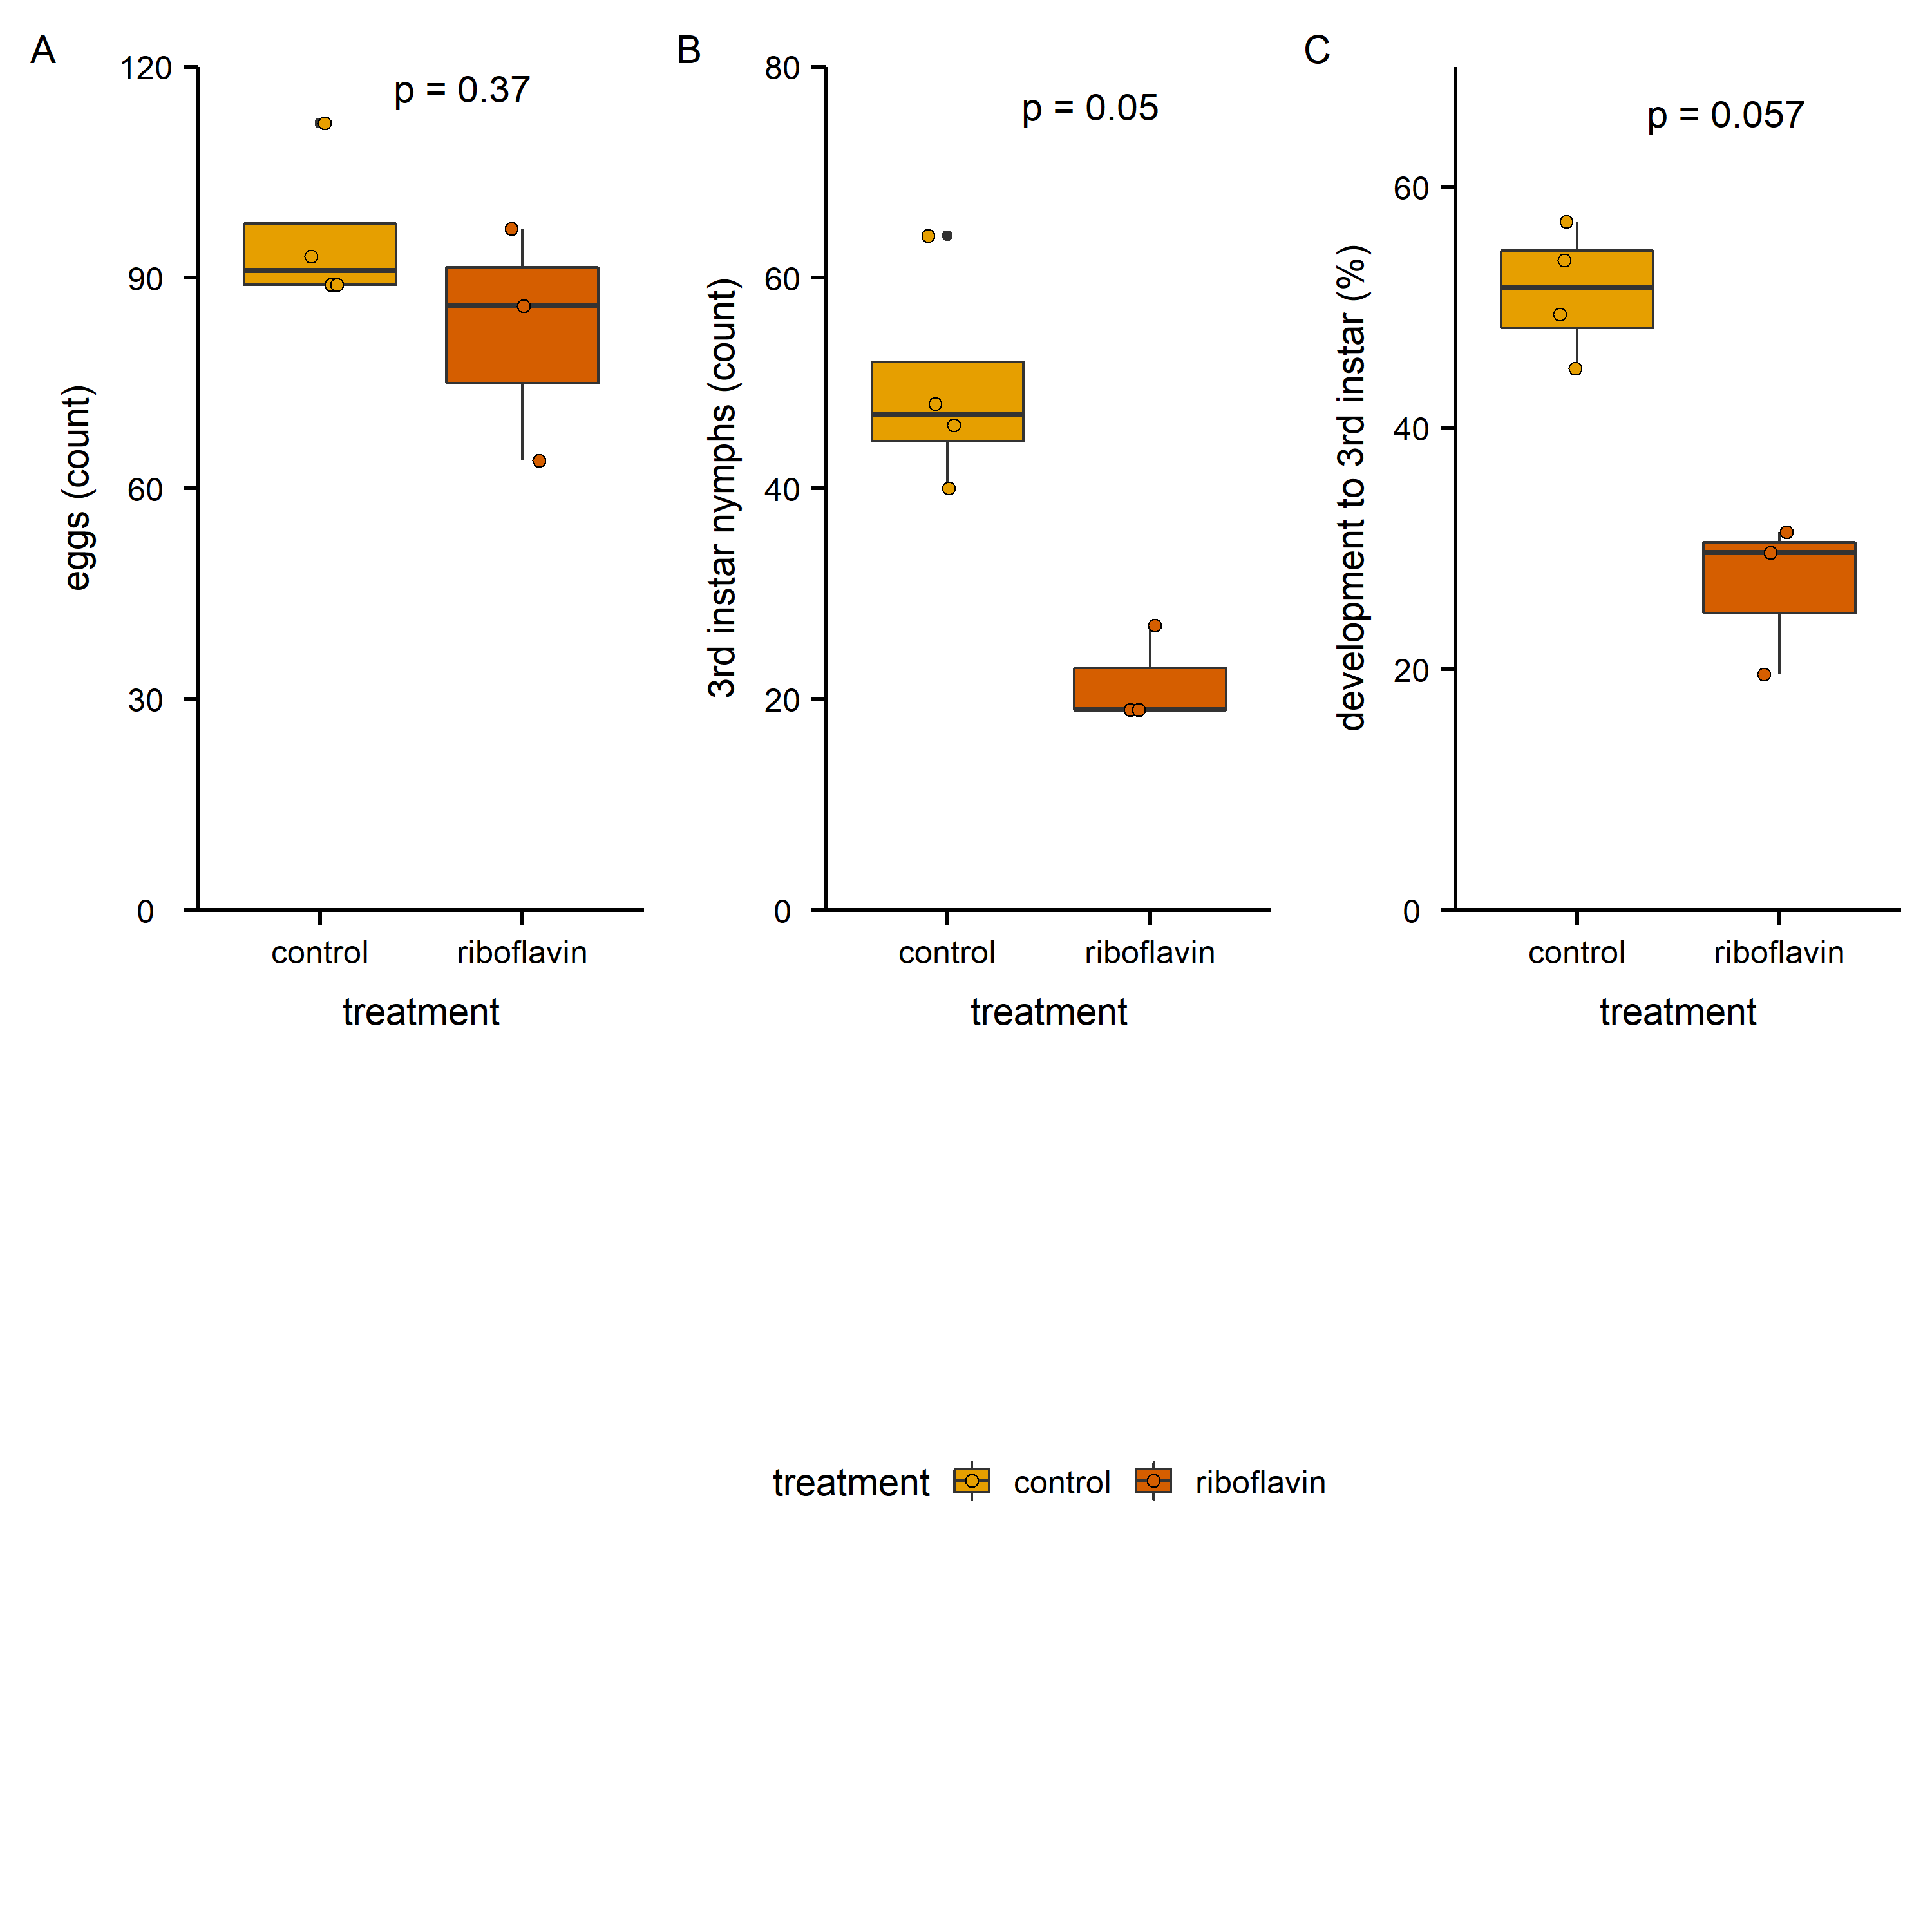 A
120
90
60
30
0
eggs (count)
p = 0.37
control
riboflavin
treatment
B
80
60
40
20
0
3rd instar nymphs (count)
p = 0.05
control
riboflavin
treatment
C
60
40
20
0
development to 3rd instar (%)
p = 0.057
control
riboflavin
treatment
treatment control riboflavin